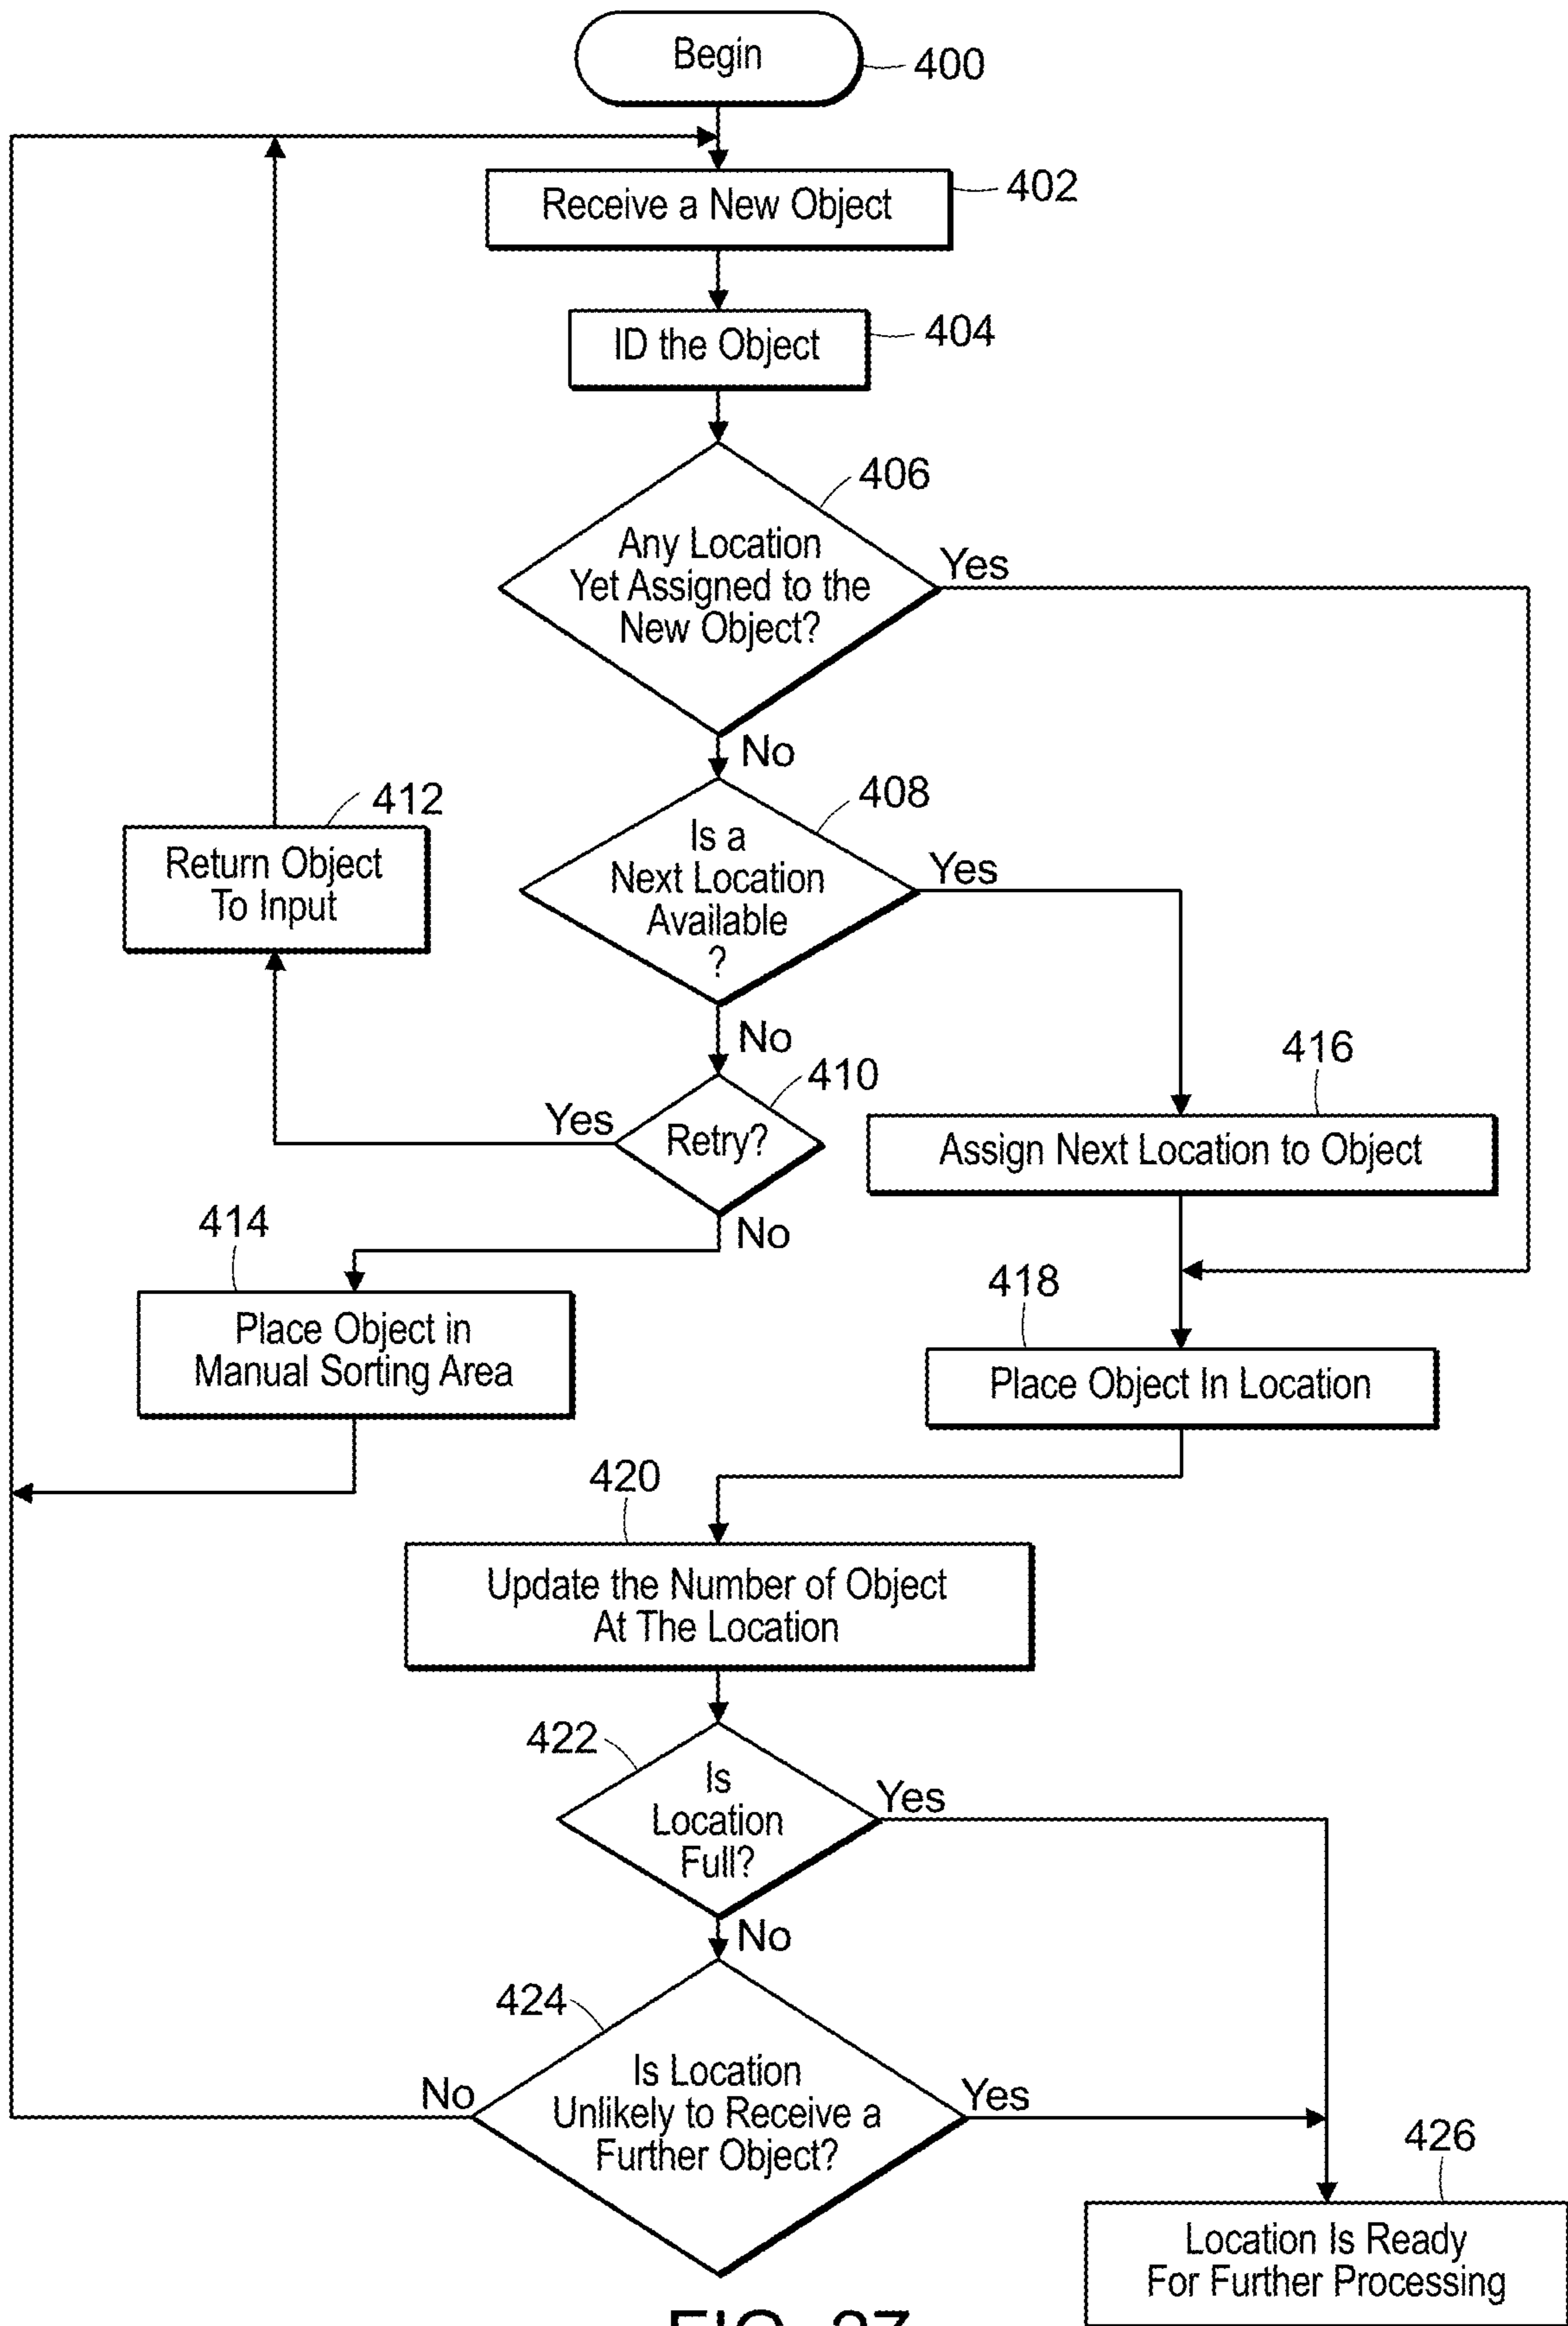 Begin
400
Receive a New Object
402
ID the Object
404
406
Any Location
Yet Assigned to the
New Object?
Yes
No
408
Is a
Next Location
Available
?
Yes
412
Return Object
To Input
No
410
Retry?
Yes
No
416
Assign Next Location to Object
414
Place Object in
Manual Sorting Area
418
Place Object In Location
420
Update the Number of Object
At The Location
422
Is
Location
Full?
Yes
No
424
Is Location
Unlikely to Receive a
Further Object?
No
Yes
426
Location Is Ready
For Further Processing